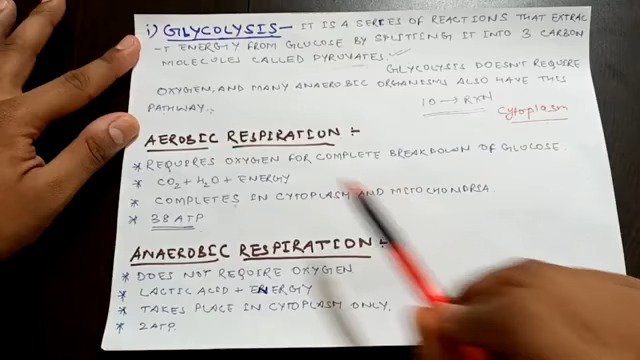 i) GLYCOLYSIS - IT IS A SERIES OF REACTIONS THAT EXTRAC
-T ENERGY FROM GLUCOSE BY SPLITING IT INTO 3 CARBON
MOLECULES CALLED PYRUVATES
GLYCOLYSIS DOESN'T REQUIRE
OXYGEN, AND MANY ANAEROBIC ORGANISMS ALSO HAVE THIS
PATHWAY.
10 → RXN
Cytoplasm
AEROBIC RESPIRATION :-
* REQUIRES OXYGEN FOR COMPLETE BREAKDOWN OF GLUCOSE.
* CO2 + H2O + ENERGY
* COMPLETES IN CYTOPLASM AND MITOCHONDRIA.
* 38 ATP
ANAEROBIC RESPIRATION :-
* DOES NOT REQUIRE OXYGEN
* LACTIC ACID + ENERGY
* TAKES PLACE IN CYTOPLASM ONLY.
* 2 ATP.